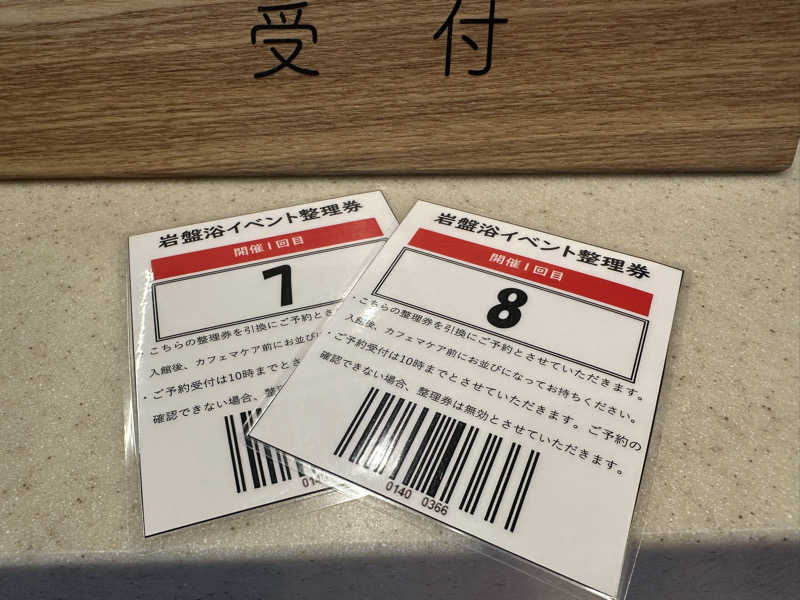 受付
岩盤浴イベント整理券
開催1回目
7
・こちらの整理券を引換にご予約とさ
入館後、カフェマケア前にお並びに
・ご予約受付は10時までとさ
確認できない場合、整
014
岩盤浴イベント整理券
開催1回目
8
・こちらの整理券を引換にご予約とさせていただきます。
入館後、カフェマケア前にお並びになってお待ちください。
・ご予約受付は10時までとさせていただきます。ご予約の
確認できない場合、整理券は無効とさせていただきます。
0140 0366